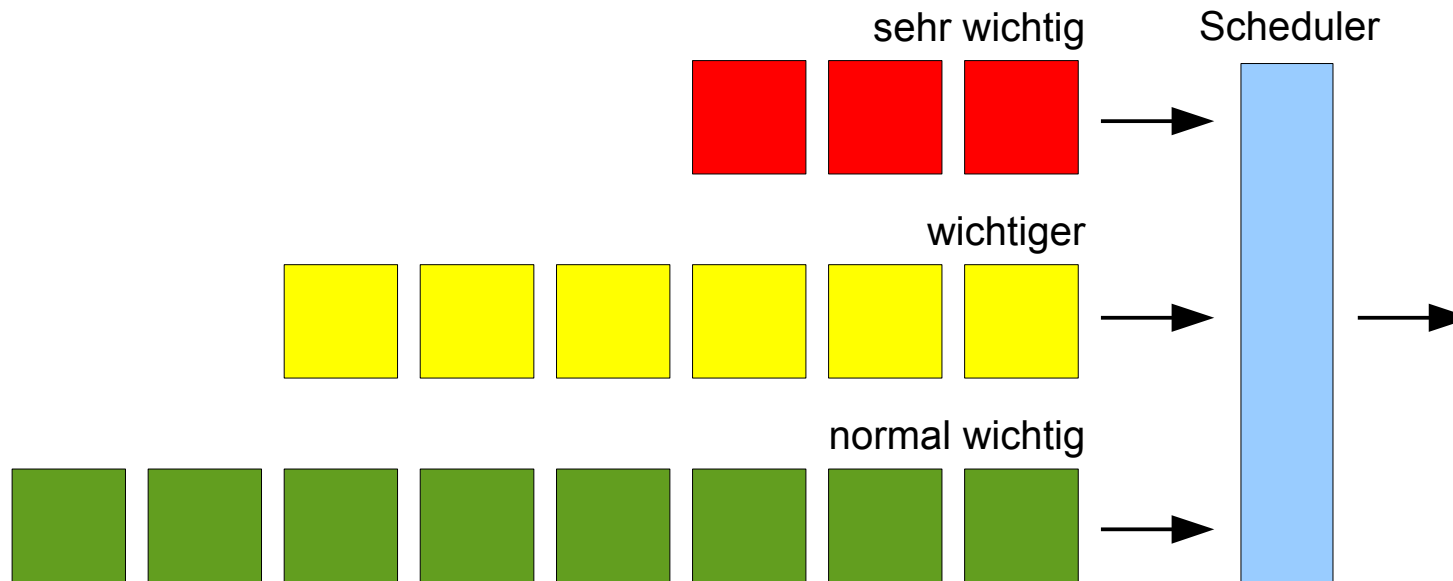 sehr wichtig
Scheduler
wichtiger
normal wichtig